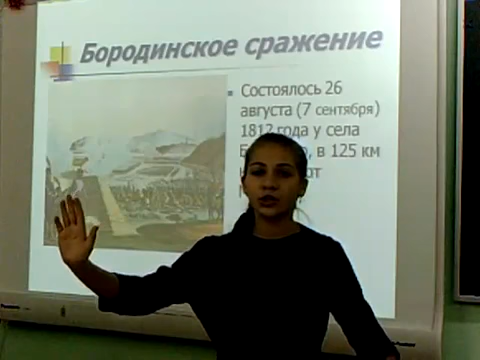 Бородинское сражение
Состоялось 26
августа (7 сентября)
1812 года у села
в 125 км
от